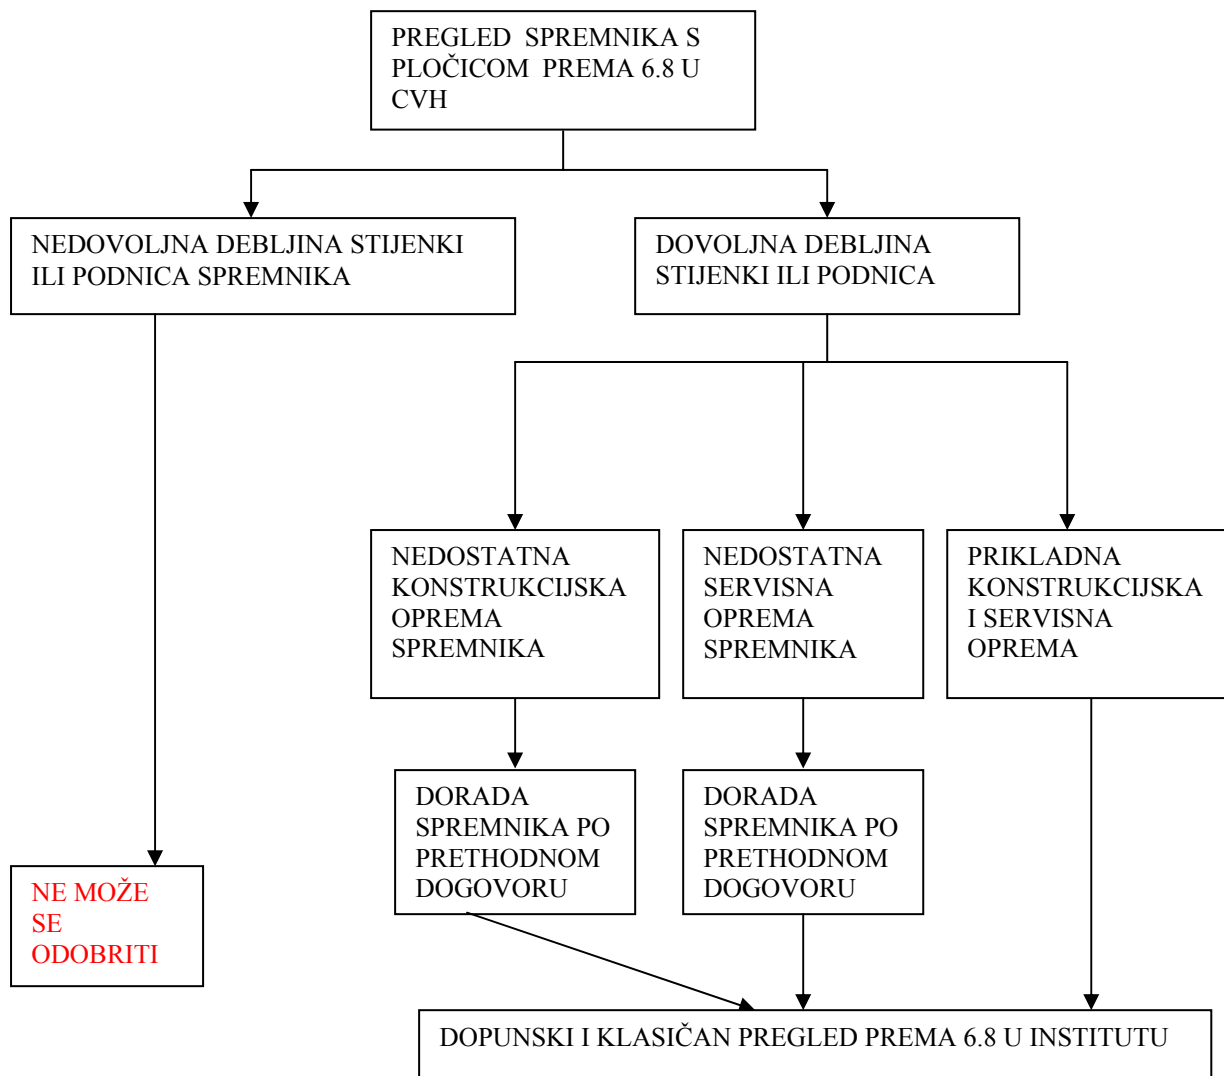 PREGLED SPREMNIKA S
PLOČICOM PREMA 6.8 U
CVH
NEDOVOLJNA DEBLJINA STIJENKI
ILI PODNICA SPREMNIKA
DOVOLJNA DEBLJINA
STIJENKI ILI PODNICA
NEDOSTATNA
KONSTRUKCIJSKA
OPREMA
SPREMNIKA
NEDOSTATNA
SERVISNA
OPREMA
SPREMNIKA
PRIKLADNA
KONSTRUKCIJSKA
I SERVISNA
OPREMA
DORADA
SPREMNIKA PO
PRETHODNOM
DOGOVORU
DORADA
SPREMNIKA PO
PRETHODNOM
DOGOVORU
NE MOŽE
SE
ODOBRITI
DOPUNSKI I KLASIČAN PREGLED PREMA 6.8 U INSTITUTU